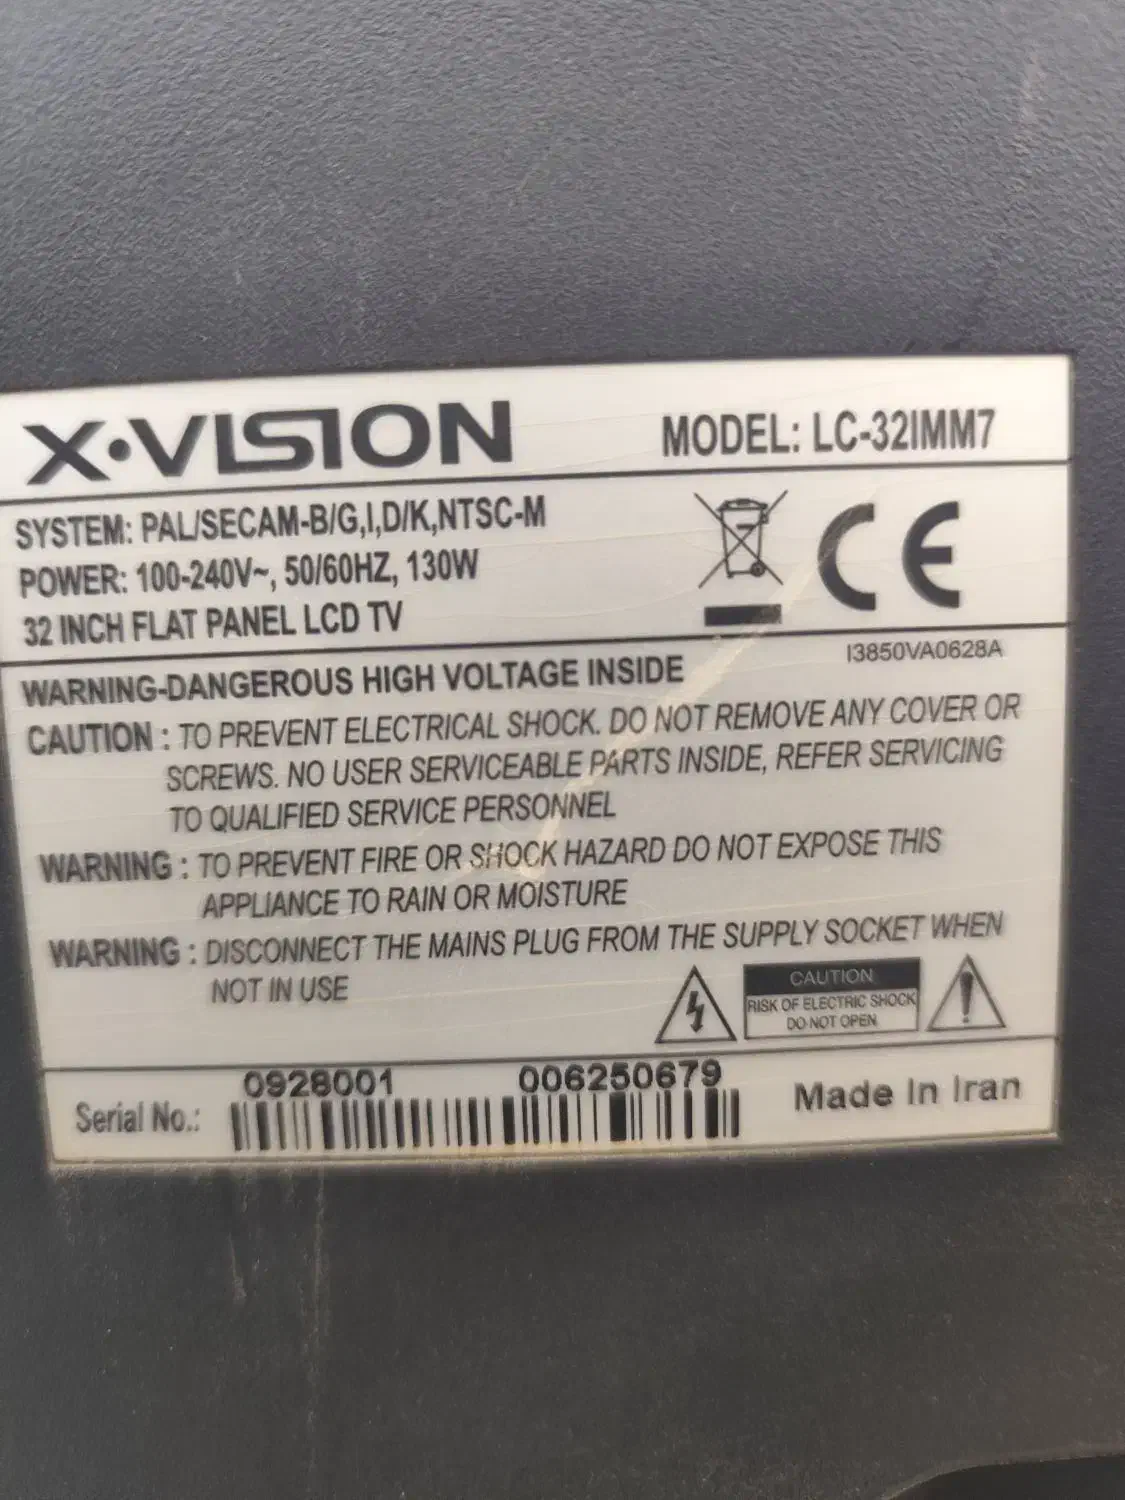 X·VISION
MODEL: LC-32IMM7
SYSTEM: PAL/SECAM-B/G,I,D/K,NTSC-M
POWER: 100-240V~, 50/60HZ, 130W
32 INCH FLAT PANEL LCD TV
CE
I3850VA0628A
WARNING-DANGEROUS HIGH VOLTAGE INSIDE
CAUTION : TO PREVENT ELECTRICAL SHOCK. DO NOT REMOVE ANY COVER OR
SCREWS. NO USER SERVICEABLE PARTS INSIDE, REFER SERVICING
TO QUALIFIED SERVICE PERSONNEL
WARNING : TO PREVENT FIRE OR SHOCK HAZARD DO NOT EXPOSE THIS
APPLIANCE TO RAIN OR MOISTURE
WARNING : DISCONNECT THE MAINS PLUG FROM THE SUPPLY SOCKET WHEN
NOT IN USE
CAUTION
RISK OF ELECTRIC SHOCK
DO NOT OPEN
0928001 006250679
Serial No.:
Made In Iran